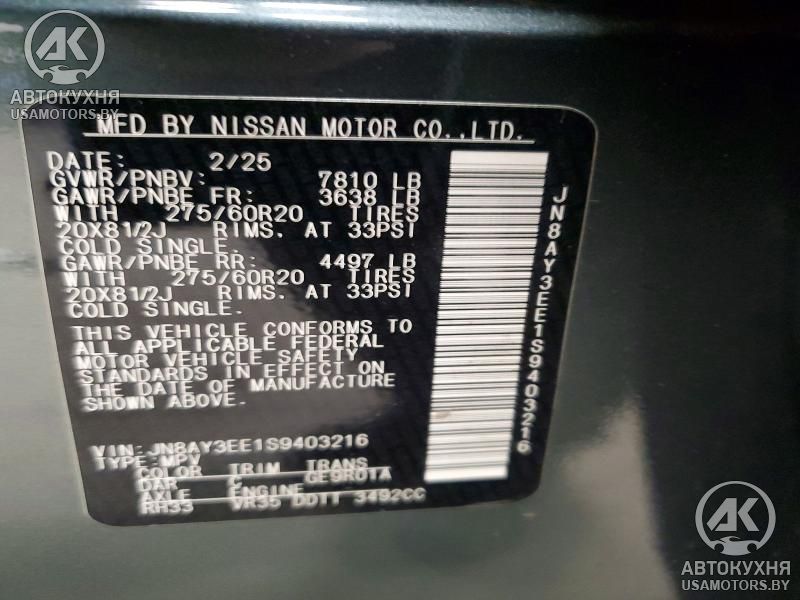 АК
АВТОКУХНЯ
USAMOTORS.BY
MFD BY NISSAN MOTOR CO.,LTD.
DATE: 2/25
GVWR/PNBV: 7810 LB
GAWR/PNBE FR: 3638 LB
WITH 275/60R20 TIRES
20X81/2J RIMS. AT 33PSI
COLD SINGLE.
GAWR/PNBE RR: 4497 LB
WITH 275/60R20 TIRES
20X81/2J RIMS. AT 33PSI
COLD SINGLE.
THIS VEHICLE CONFORMS TO
ALL APPLICABLE FEDERAL
MOTOR VEHICLE SAFETY
STANDARDS IN EFFECT ON
THE DATE OF MANUFACTURE
SHOWN ABOVE.
VIN: JN8AY3EE1S9403216
TYPE: MPV
COLOR TRIM TRANS
DAR C GE9R01A
AXLE ENGINE
RH33 VR35 DDTT 3492CC
JN8AY3EE1S9403216
АК
АВТОКУХНЯ
USAMOTORS.BY